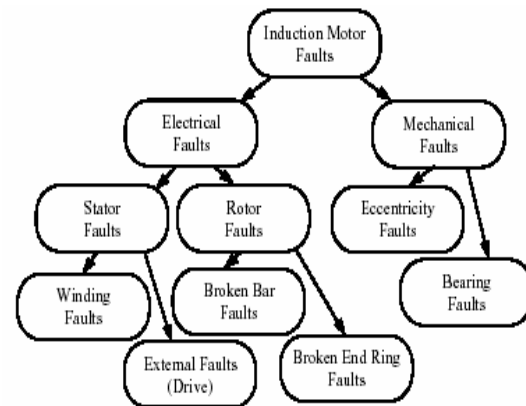 Induction Motor
Faults
Electrical
Faults
Mechanical
Faults
Stator
Faults
Rotor
Faults
Eccentricity
Faults
Winding
Faults
Broken Bar
Faults
Bearing
Faults
External Faults
(Drive)
Broken End Ring
Faults